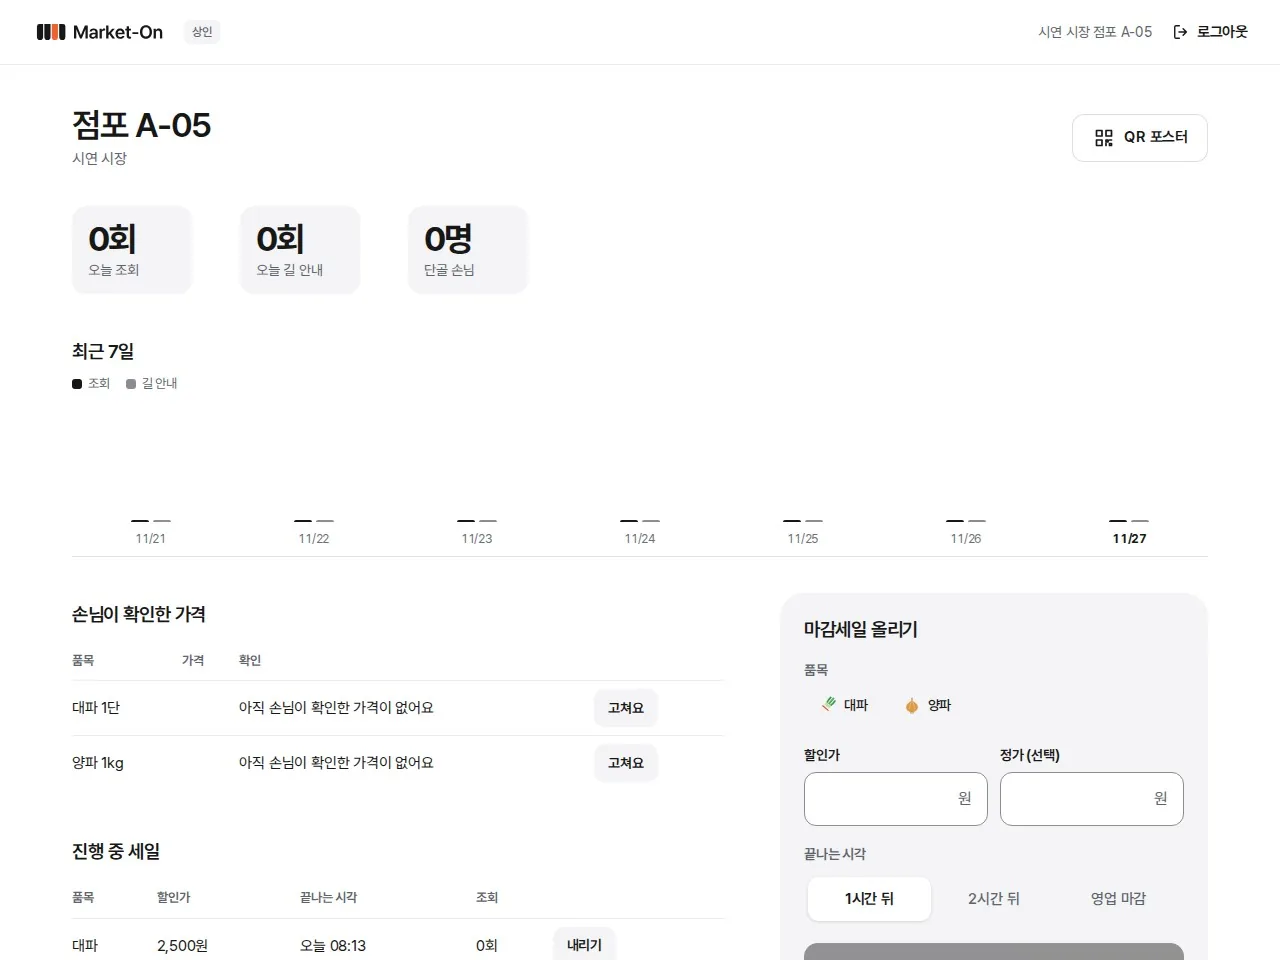 Market-On 상인 시연 시장 점포 A-05 로그아웃
점포 A-05
시연 시장
QR 포스터
0회 0회 0명
오늘 조회 오늘 길 안내 단골 손님
최근 7일
조회 길 안내
11/21 11/22 11/23 11/24 11/25 11/26 11/27
손님이 확인한 가격
품목 가격 확인
대파 1단 아직 손님이 확인한 가격이 없어요 고쳐요
양파 1kg 아직 손님이 확인한 가격이 없어요 고쳐요
진행 중 세일
품목 할인가 끝나는 시각 조회
대파 2,500원 오늘 08:13 0회 내리기
마감세일 올리기
품목
대파 양파
할인가 정가 (선택)
원 원
끝나는 시각
1시간 뒤 2시간 뒤 영업 마감